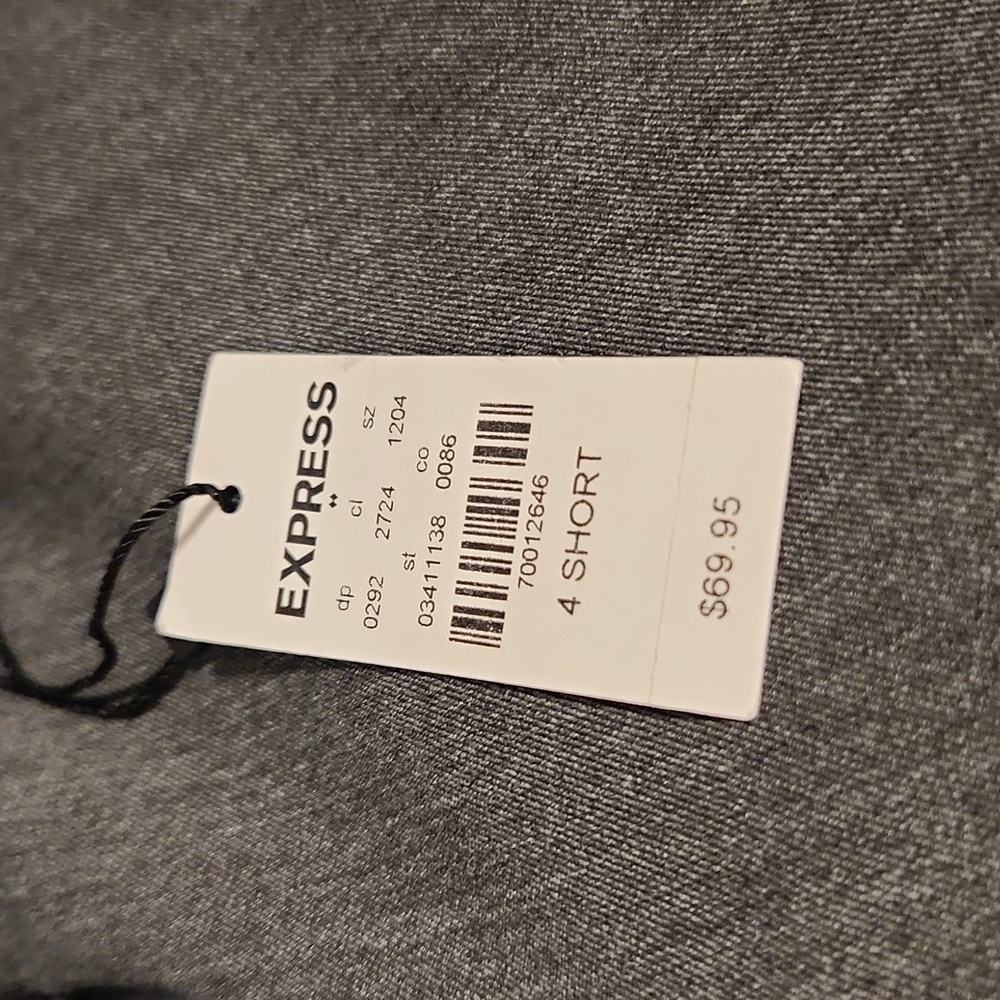 EXPRESS
dp cl sz
0292 2724 1204
st co
03411138 0086
70012646
4 SHORT
$69.95